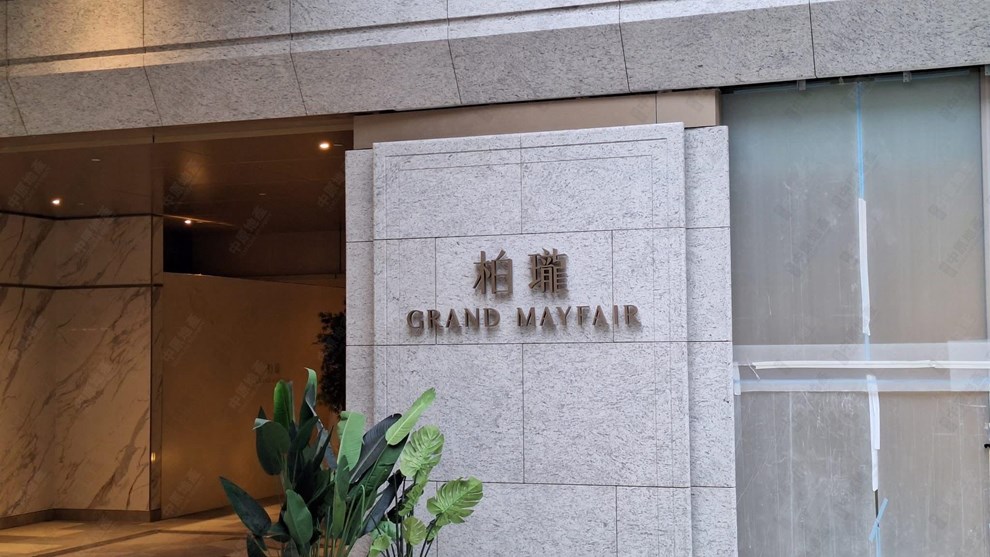 柏瓏
GRAND MAYFAIR